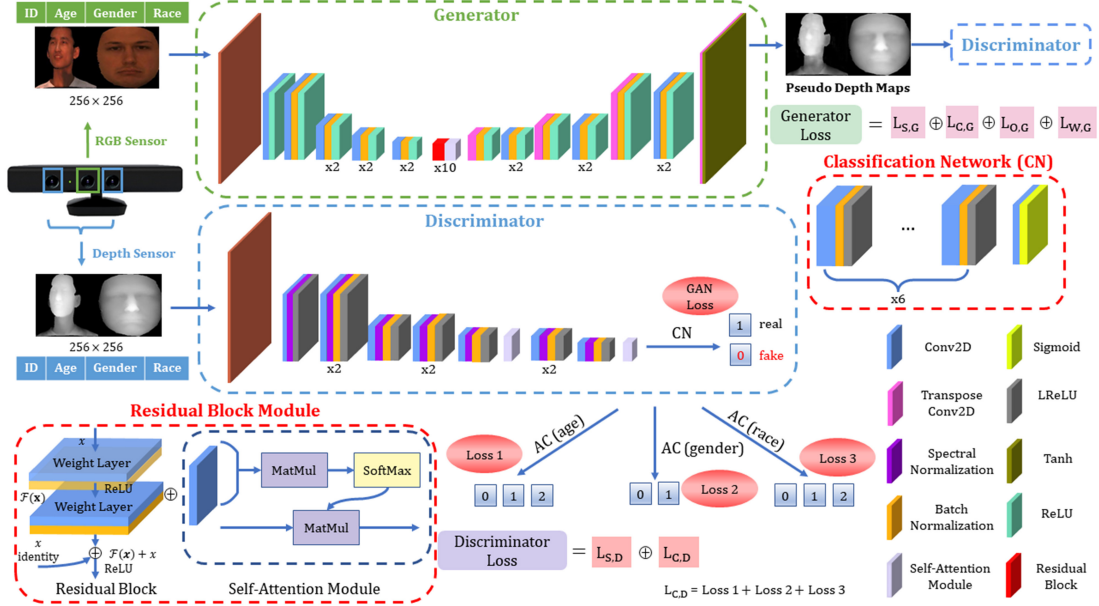 ID Age Gender Race
256 × 256
RGB Sensor
Depth Sensor
256 × 256
ID Age Gender Race
Generator
x2
x2
x2
x10
x2
x2
x2
Pseudo Depth Maps
Discriminator
Generator
Loss
= L_S,G ⊕ L_C,G ⊕ L_O,G ⊕ L_W,G
Discriminator
x2
x2
x2
GAN
Loss
CN
1 real
0 fake
Classification Network (CN)
...
x6
Conv2D
Sigmoid
Transpose
Conv2D
LReLU
Spectral
Normalization
Tanh
Batch
Normalization
ReLU
Self-Attention
Module
Residual
Block
Residual Block Module
x
Weight Layer
ReLU
F(x)
Weight Layer
x
identity
⊕ F(x) + x
ReLU
Residual Block
⊕
MatMul
SoftMax
MatMul
Self-Attention Module
AC (age)
Loss 1
0 1 2
AC (gender)
0 1
Loss 2
AC (race)
Loss 3
0 1 2
Discriminator
Loss
= L_S,D ⊕ L_C,D
L_C,D = Loss 1 + Loss 2 + Loss 3